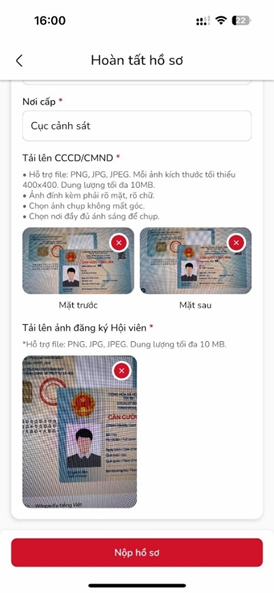 16:00
22
Hoàn tất hồ sơ
Nơi cấp *
Cục cảnh sát
Tải lên CCCD/CMND *
• Hỗ trợ file: PNG, JPG, JPEG. Mỗi ảnh kích thước tối thiểu
400x400. Dung lượng tối đa 10MB.
• Ảnh đính kèm phải rõ mặt, rõ chữ.
• Chọn ảnh chụp không mất góc.
• Chọn nơi đầy đủ ánh sáng để chụp.
Mặt trước
Mặt sau
Tải lên ảnh đăng ký Hội viên *
*Hỗ trợ file: PNG, JPG, JPEG. Dung lượng tối đa 10 MB.
CĂN CƯỚC
Wikipedia tiếng Việt
Nộp hồ sơ